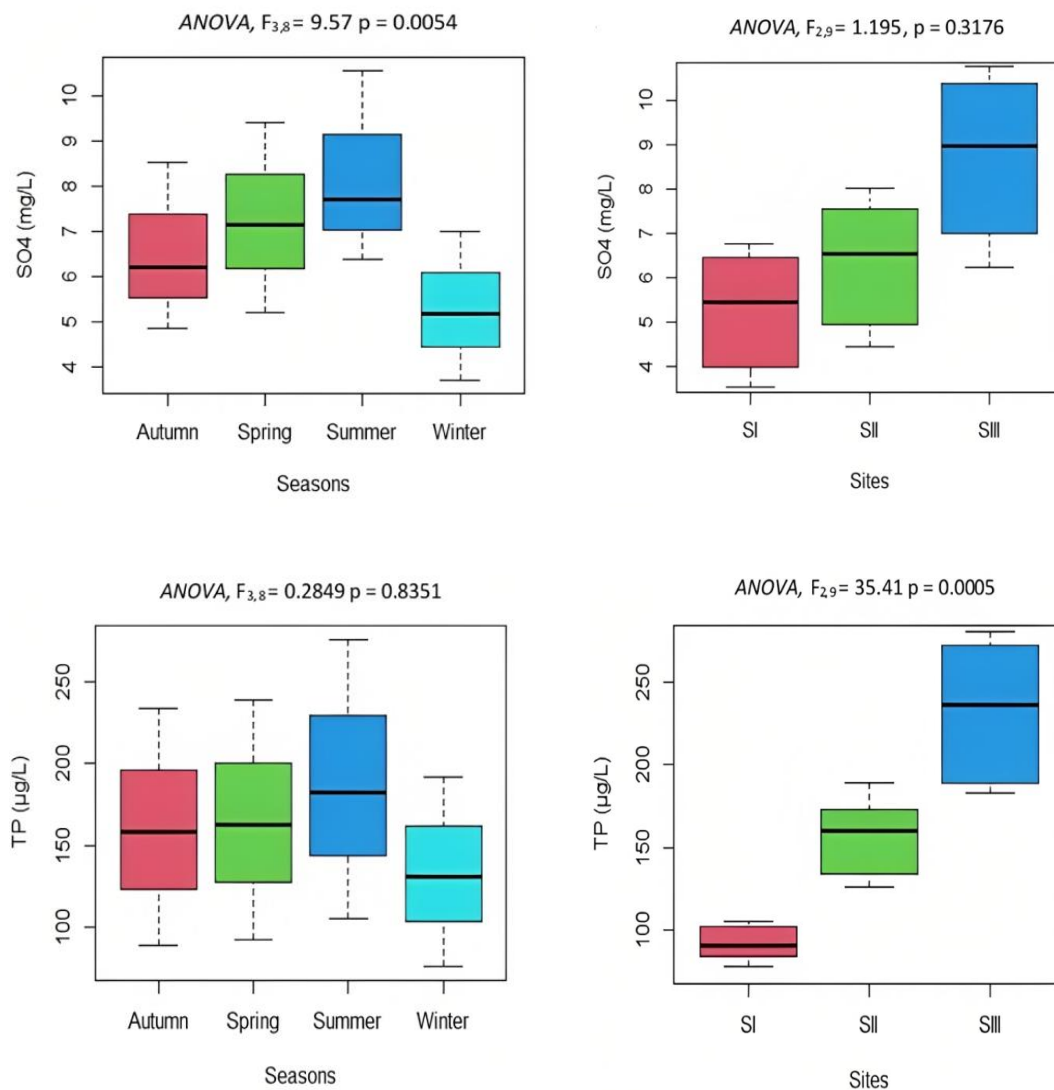 ANOVA, F3,8= 9.57 p = 0.0054
SO4 (mg/L)
10
9
8
7
6
5
4
Autumn Spring Summer Winter
Seasons
ANOVA, F2,9= 1.195, p = 0.3176
SO4 (mg/L)
10
9
8
7
6
5
4
SI SII SIII
Sites
ANOVA, F3,8= 0.2849 p = 0.8351
TP (µg/L)
250
200
150
100
Autumn Spring Summer Winter
Seasons
ANOVA, F2,9= 35.41 p = 0.0005
TP (µg/L)
250
200
150
100
SI SII SIII
Sites